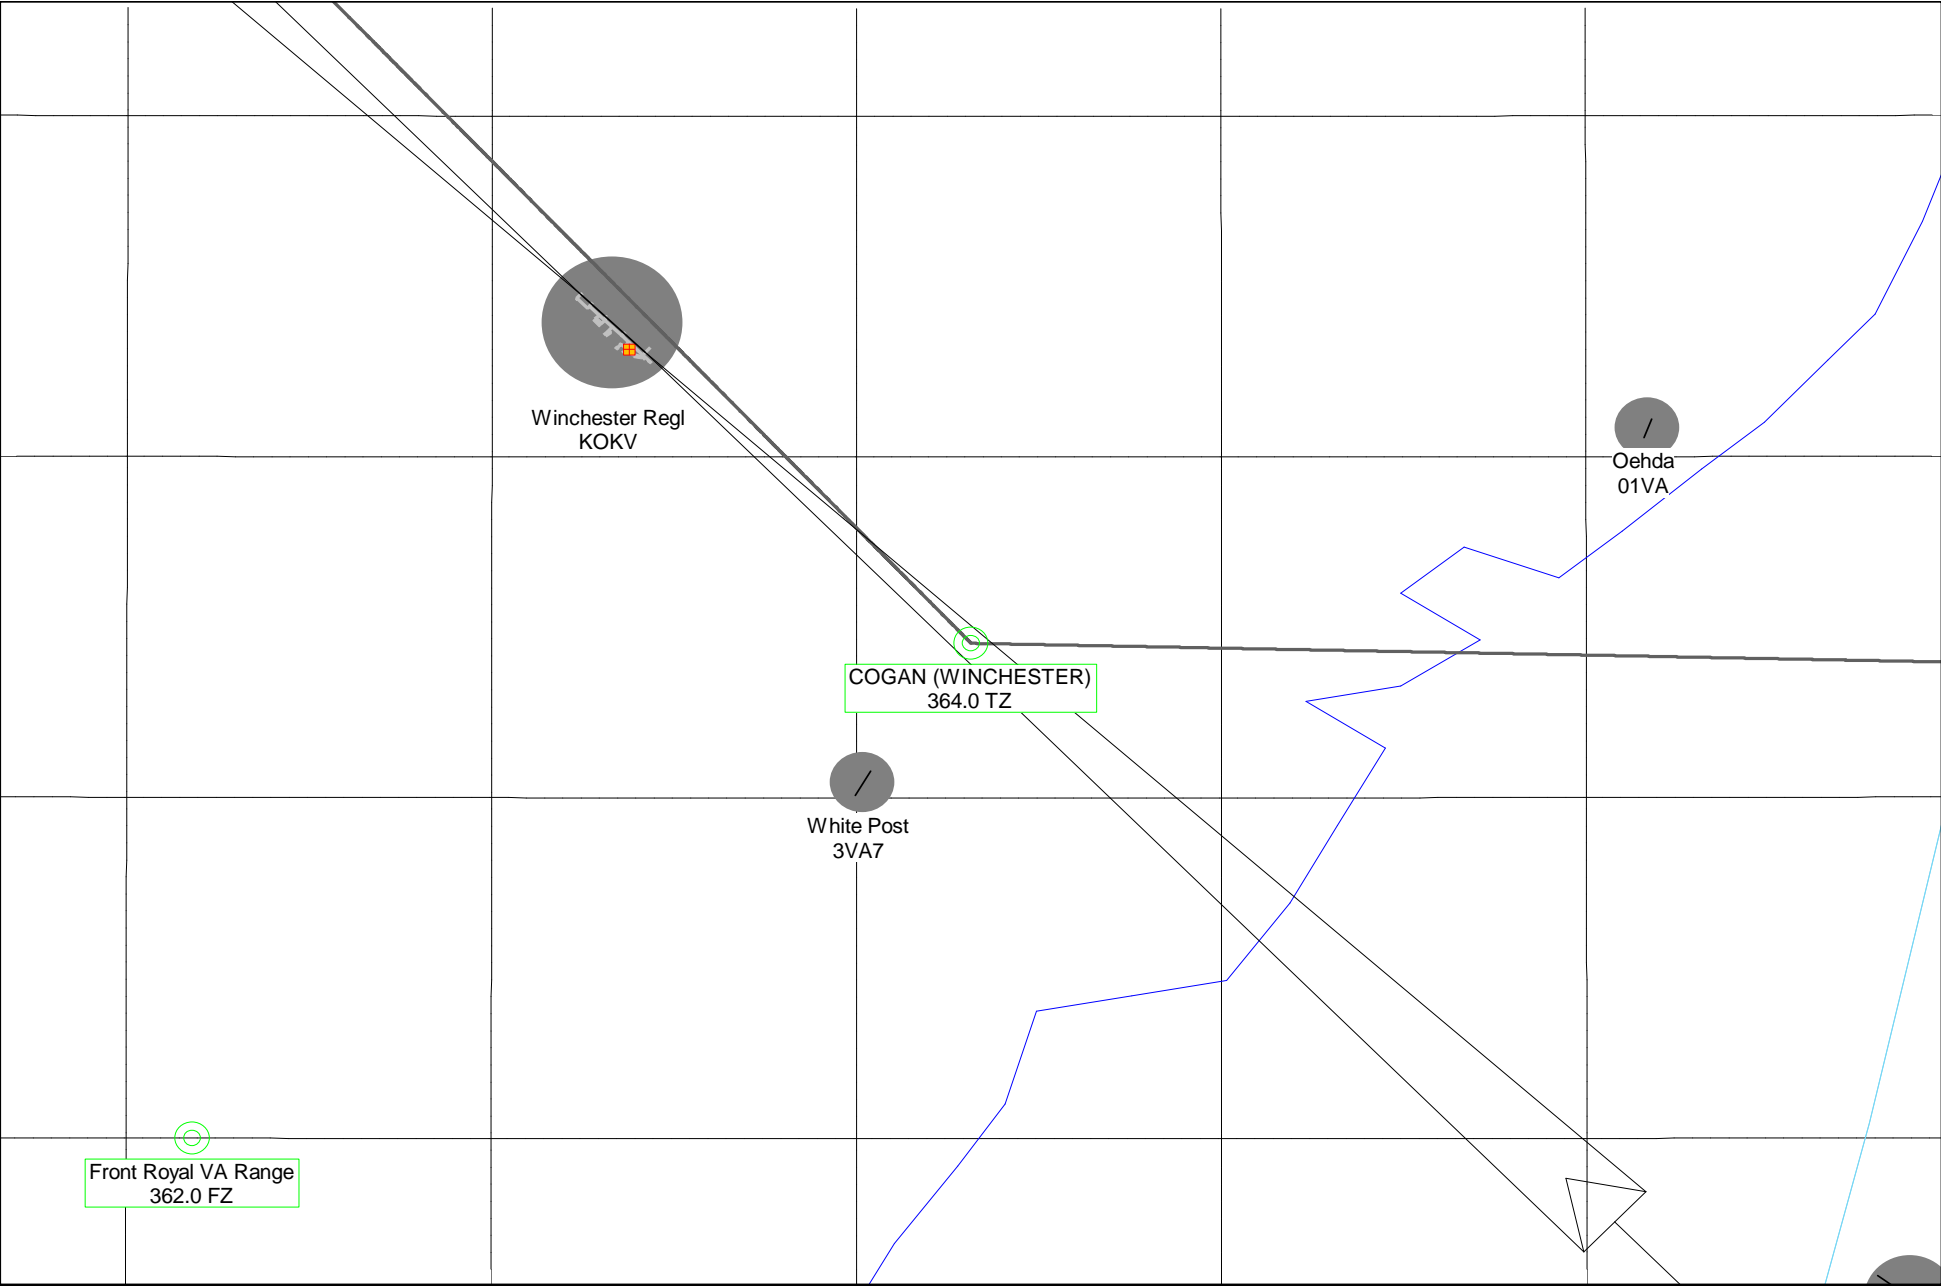 Winchester Regl
KOKV
Oehda
01VA
COGAN (WINCHESTER)
364.0 TZ
White Post
3VA7
Front Royal VA Range
362.0 FZ